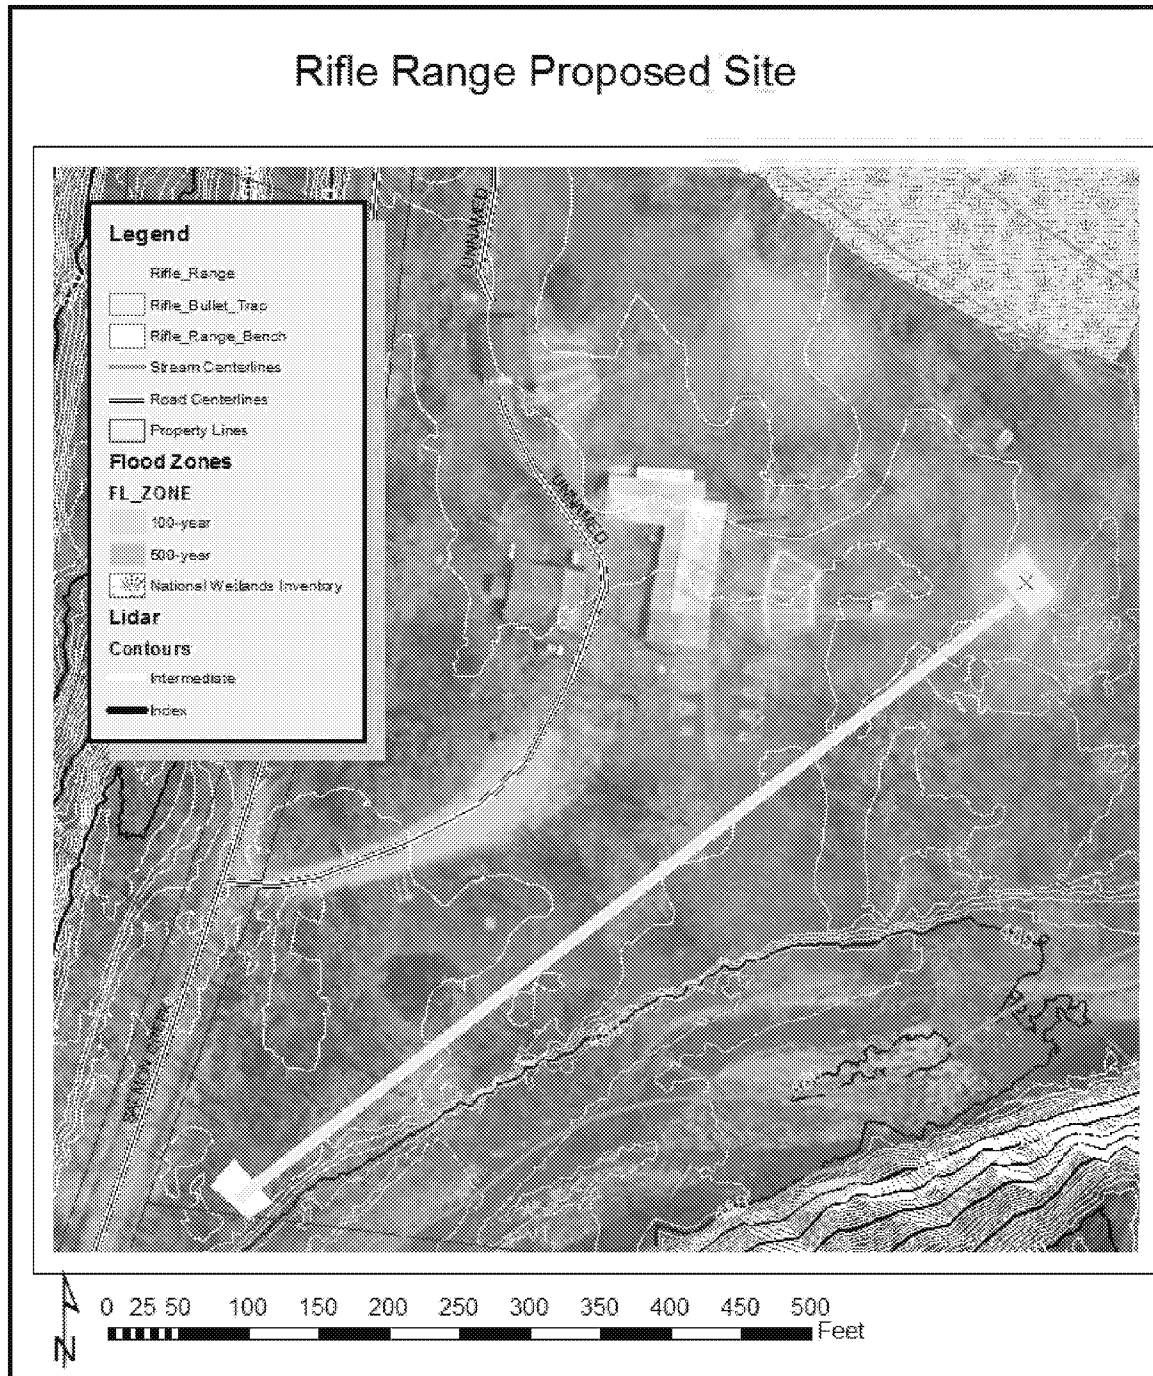 Rifle Range Proposed Site
UNNAMED
Legend
Rifle_Range
Rifle_Bullet_Trap
Rifle_Range_Bench
Stream Centerlines
Road Centerlines
Property Lines
Flood Zones
FL_ZONE
100-year
500-year
National Wetlands Inventory
Lidar
Contours
Intermediate
Index
UNNAMED
N
0 25 50 100 150 200 250 300 350 400 450 500
Feet